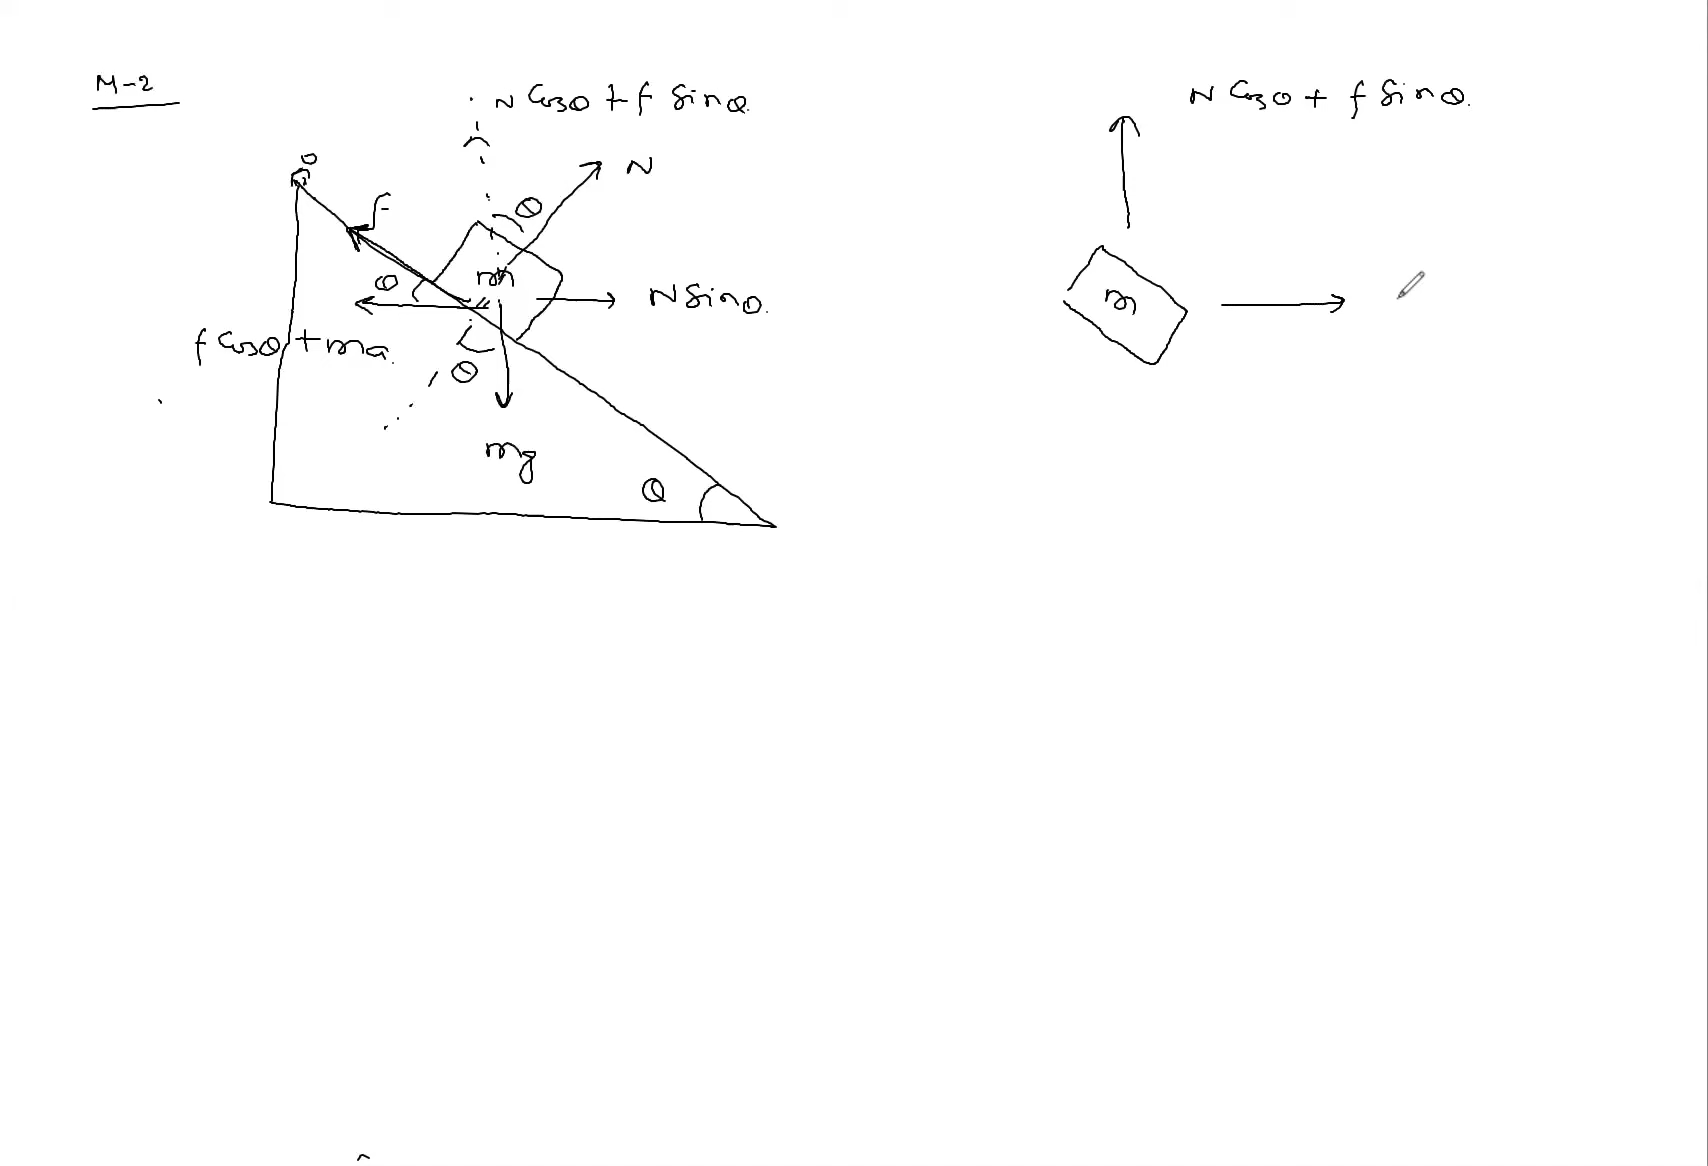 M-2
N Cosθ + f Sinθ.
N Cosθ + f Sinθ.
N
θ
f
θ
m
N Sinθ.
m
f Cosθ + ma.
θ
mg
θ